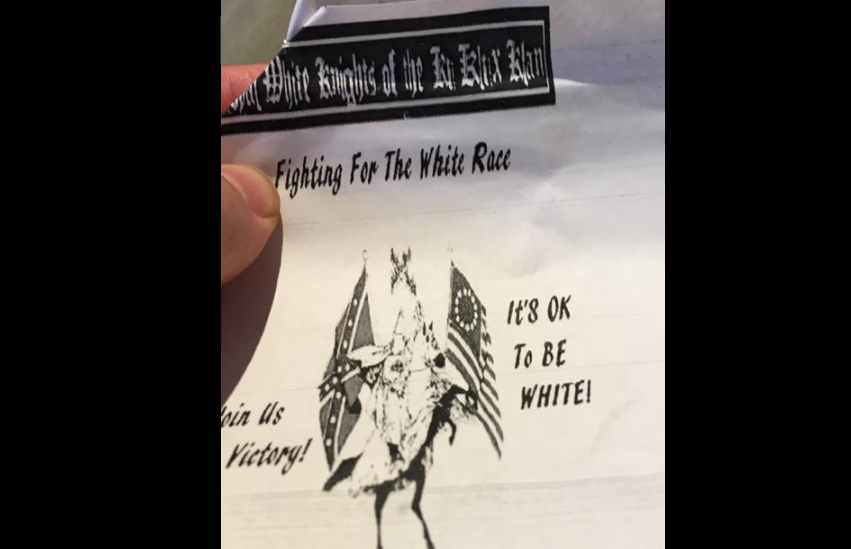 White Knights of the Ku Klux Klan
Fighting For The White Race
It'S OK
To BE
WHITE!
Join Us
Victory!